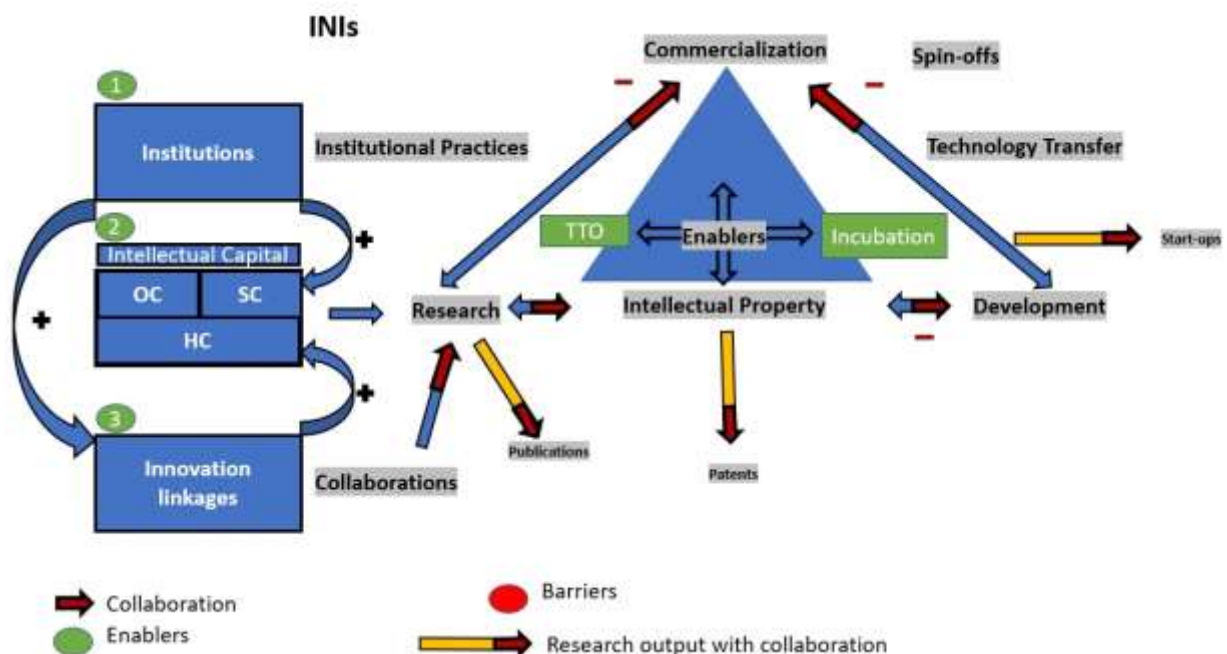 INIs
Commercialization
Spin-offs
1
Institutions
Institutional Practices
Technology Transfer
2
Intellectual Capital
OC
SC
HC
+
+
+
TTO
Enablers
Incubation
Start-ups
Research
Intellectual Property
Development
3
Innovation
linkages
Collaborations
Publications
Patents
Collaboration
Barriers
Enablers
Research output with collaboration